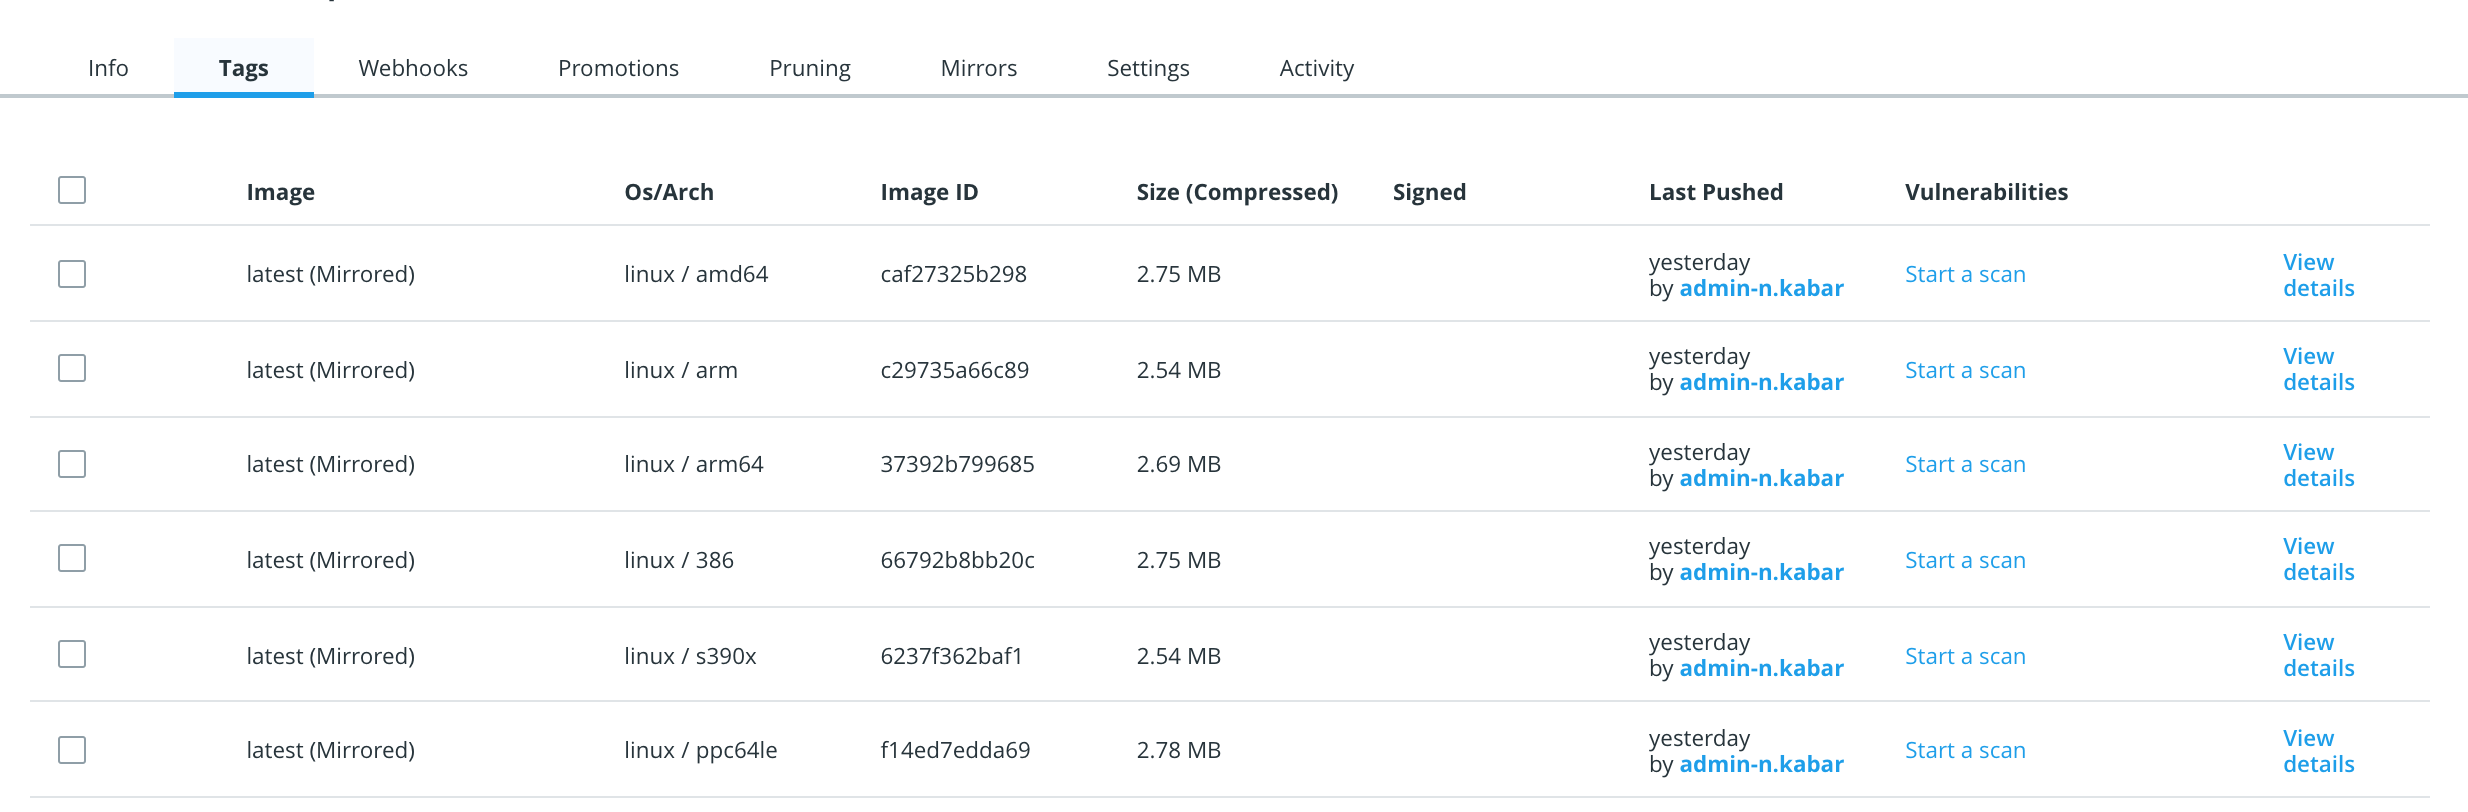 Info Tags Webhooks Promotions Pruning Mirrors Settings Activity
Image Os/Arch Image ID Size (Compressed) Signed Last Pushed Vulnerabilities
latest (Mirrored) linux / amd64 caf27325b298 2.75 MB yesterday by admin-n.kabar Start a scan View details
latest (Mirrored) linux / arm c29735a66c89 2.54 MB yesterday by admin-n.kabar Start a scan View details
latest (Mirrored) linux / arm64 37392b799685 2.69 MB yesterday by admin-n.kabar Start a scan View details
latest (Mirrored) linux / 386 66792b8bb20c 2.75 MB yesterday by admin-n.kabar Start a scan View details
latest (Mirrored) linux / s390x 6237f362baf1 2.54 MB yesterday by admin-n.kabar Start a scan View details
latest (Mirrored) linux / ppc64le f14ed7edda69 2.78 MB yesterday by admin-n.kabar Start a scan View details